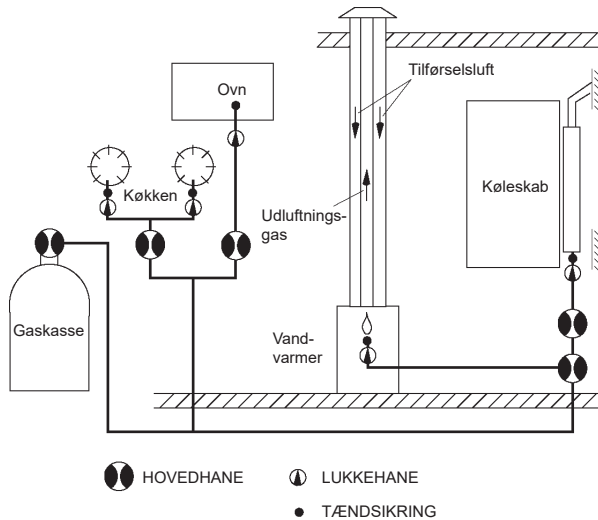 Tilførselsluft
Ovn
Køkken
Køleskab
Udluftnings-
gas
Gaskasse
Vand-
varmer
HOVEDHANE
LUKKEHANE
TÆNDSIKRING